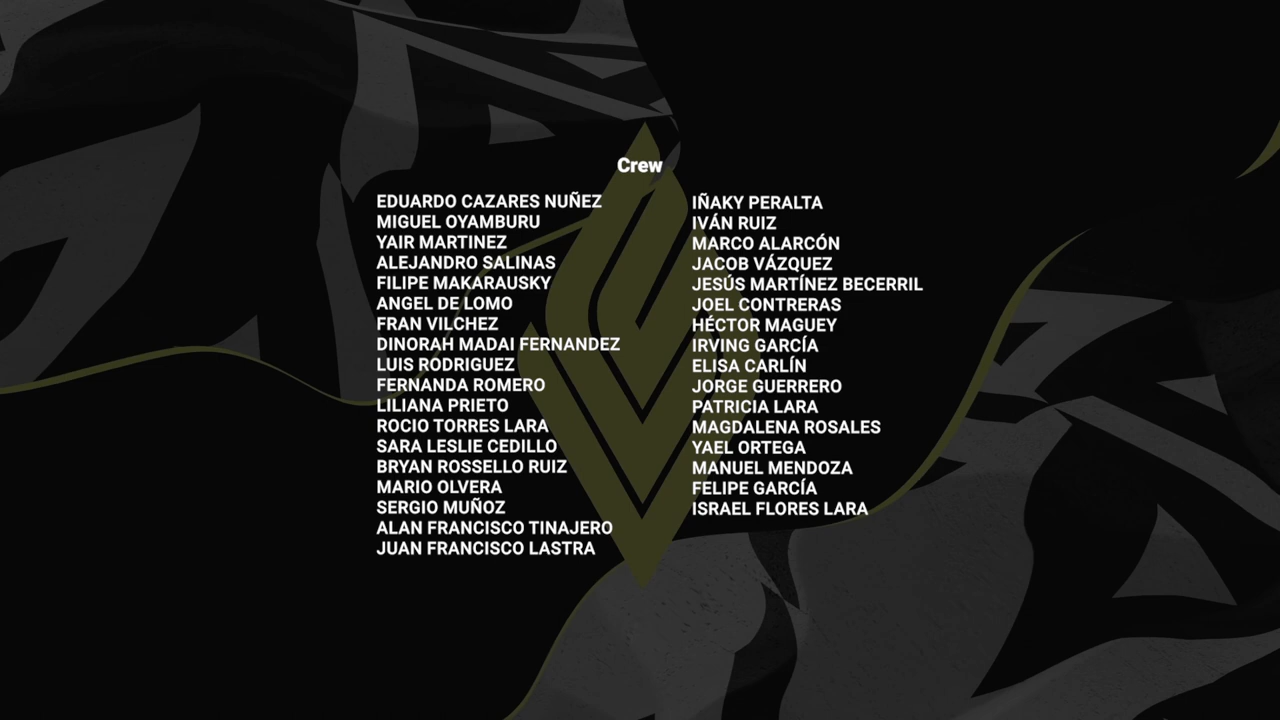 Crew
EDUARDO CAZARES NUÑEZ
MIGUEL OYAMBURU
YAIR MARTINEZ
ALEJANDRO SALINAS
FILIPE MAKARAUSKY
ANGEL DE LOMO
FRAN VILCHEZ
DINORAH MADAI FERNANDEZ
LUIS RODRIGUEZ
FERNANDA ROMERO
LILIANA PRIETO
ROCIO TORRES LARA
SARA LESLIE CEDILLO
BRYAN ROSSELLO RUIZ
MARIO OLVERA
SERGIO MUÑOZ
ALAN FRANCISCO TINAJERO
JUAN FRANCISCO LASTRA
IÑAKY PERALTA
IVÁN RUIZ
MARCO ALARCÓN
JACOB VÁZQUEZ
JESÚS MARTÍNEZ BECERRIL
JOEL CONTRERAS
HÉCTOR MAGUEY
IRVING GARCÍA
ELISA CARLÍN
JORGE GUERRERO
PATRICIA LARA
MAGDALENA ROSALES
YAEL ORTEGA
MANUEL MENDOZA
FELIPE GARCÍA
ISRAEL FLORES LARA